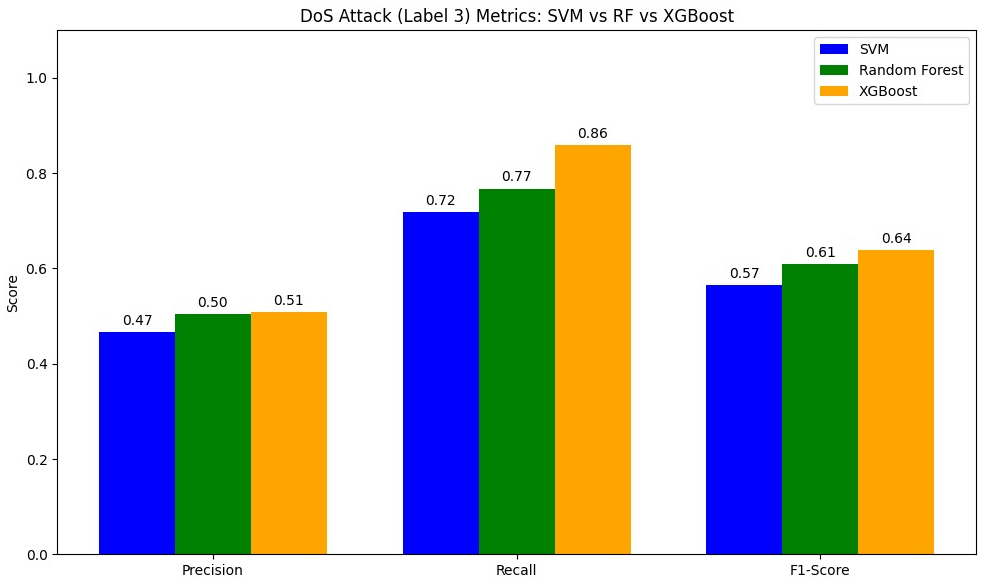 DoS Attack (Label 3) Metrics: SVM vs RF vs XGBoost
SVM
Random Forest
XGBoost
Score
1.0
0.8
0.6
0.4
0.2
0.0
0.47
0.50
0.51
0.72
0.77
0.86
0.57
0.61
0.64
Precision
Recall
F1-Score